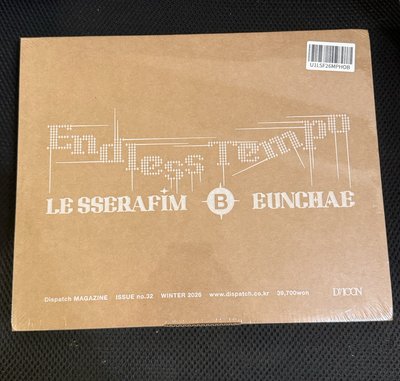 U2LSF26MPHOB
Endless Tempo
LE SSERAFIM B EUNCHAE
Dispatch MAGAZINE ISSUE no.32 WINTER 2026 www.dispatch.co.kr 39,700won DICON